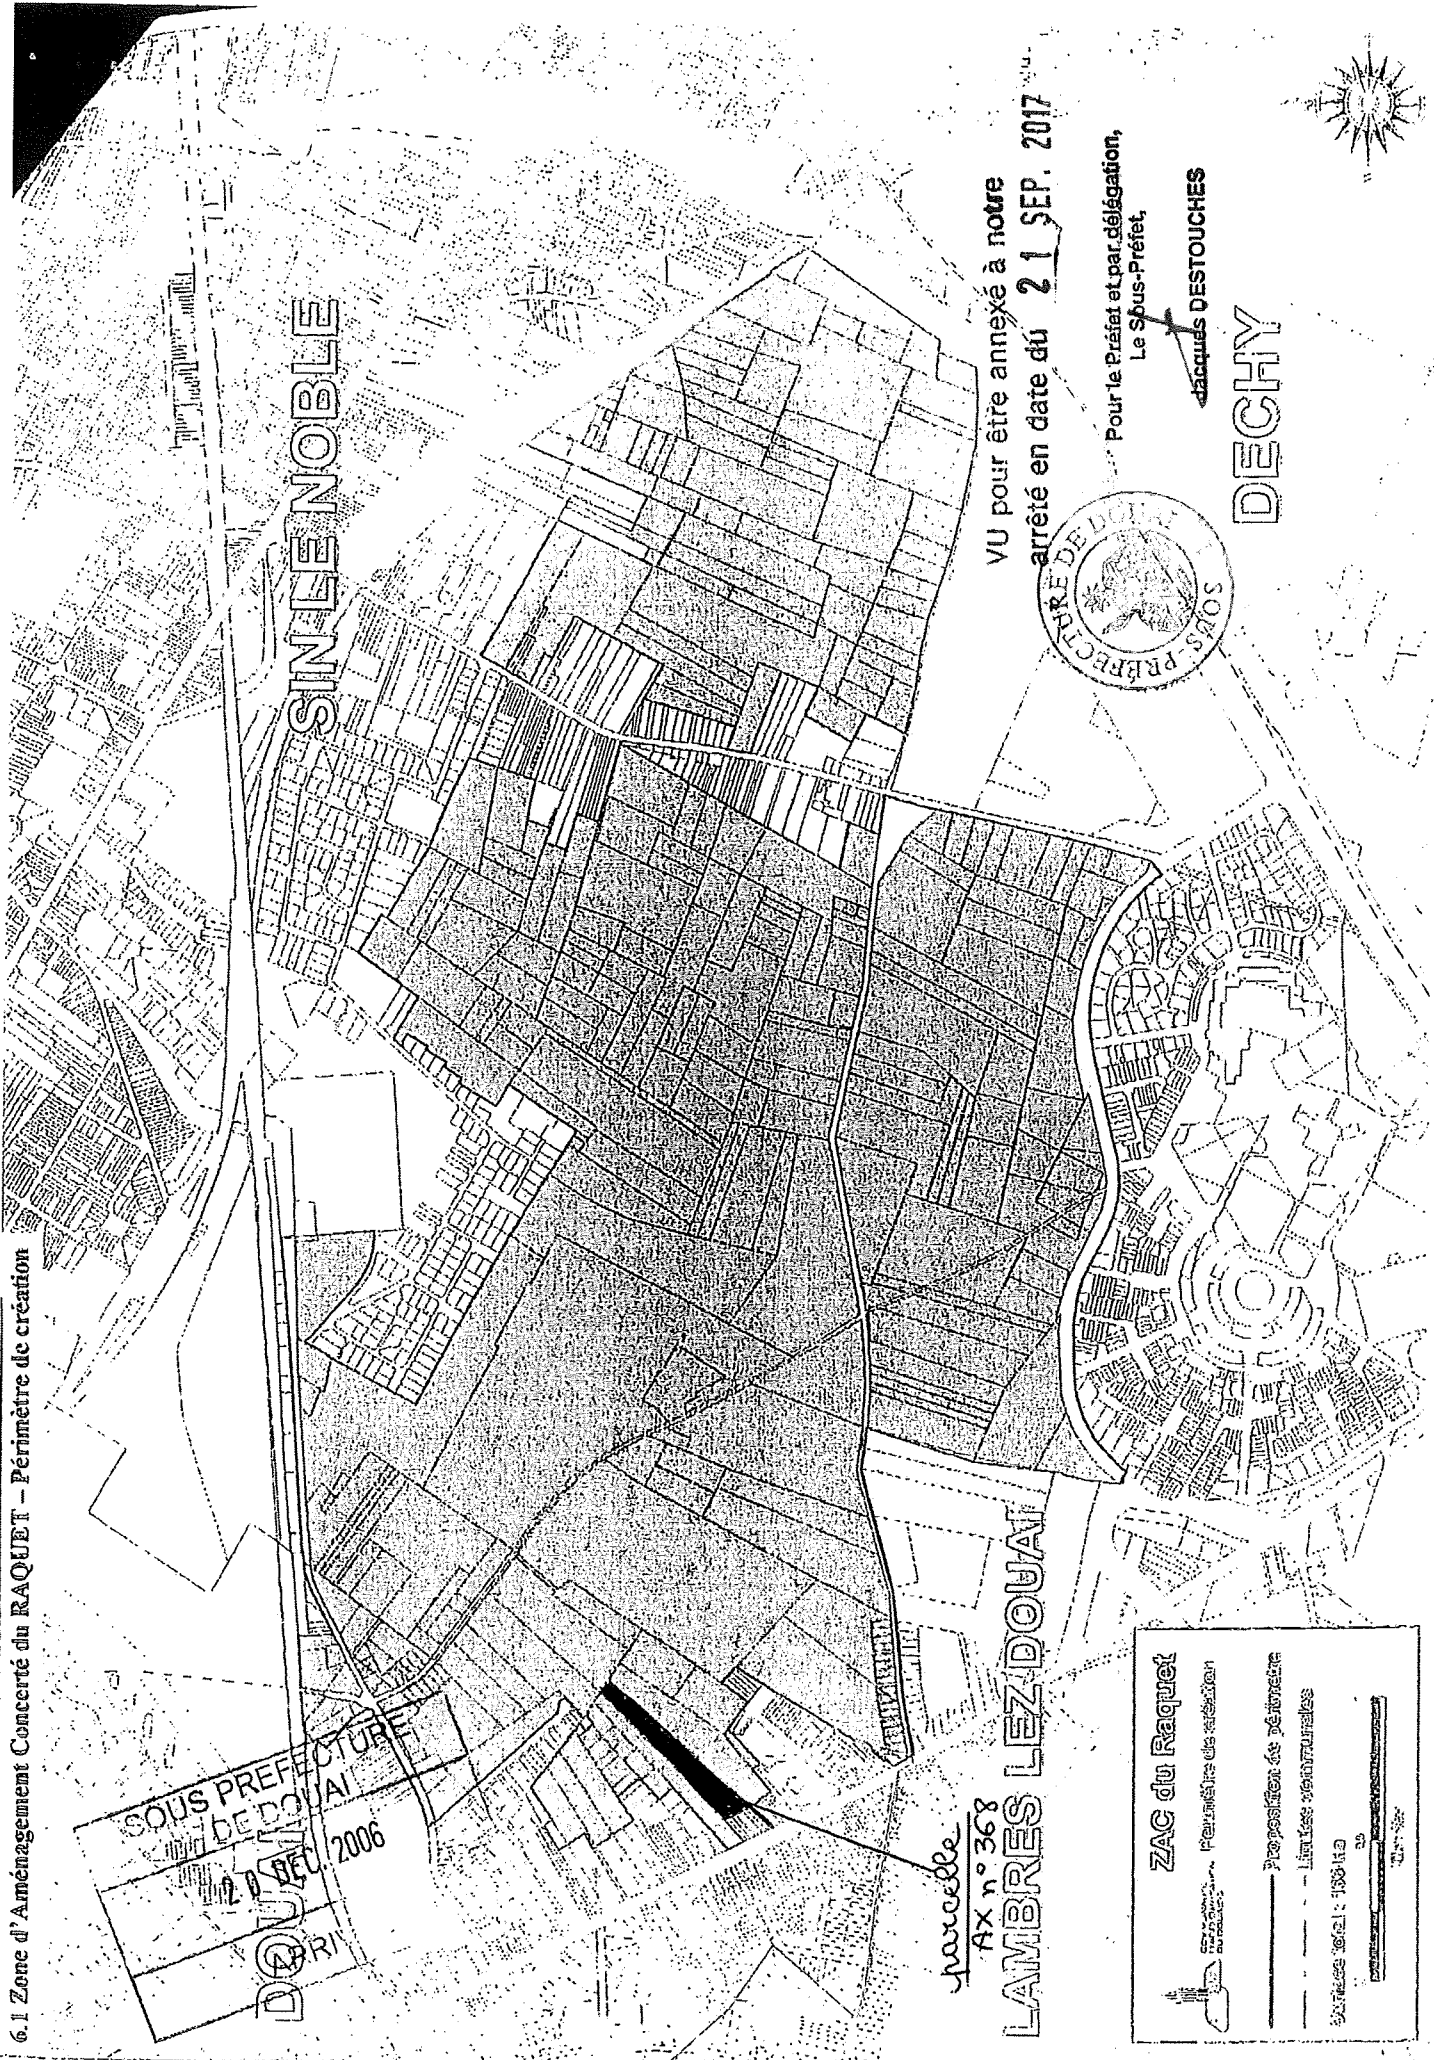 6.1 Zone d'Aménagement Concerté du RAQUET – Périmètre de création
SIN LE NOBLE
VU pour être annexé à notre
arrêté en date du 21 SEP. 2017
Pour le Préfet et par délégation,
Le Sous-Préfet,
Jacques DESTOUCHES
SOUS-PRÉFECTURE DE DOUAI
DECHY
SOUS PREFECTURE
DE DOUAI
20 DEC. 2006
DOUAI
parcelle
AX n° 368
LAMBRES LEZ DOUAI
ZAC du Raquet
Périmètre de création
Proposition de périmètre
Limites communales